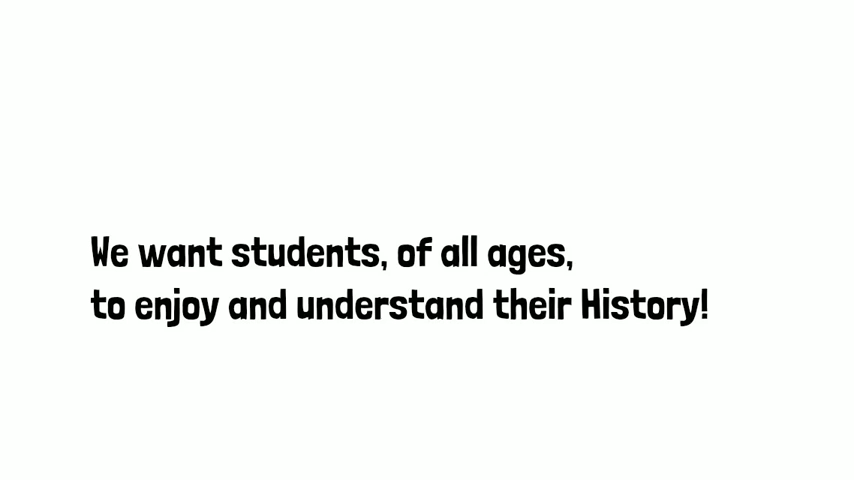 We want students, of all ages,
to enjoy and understand their History!